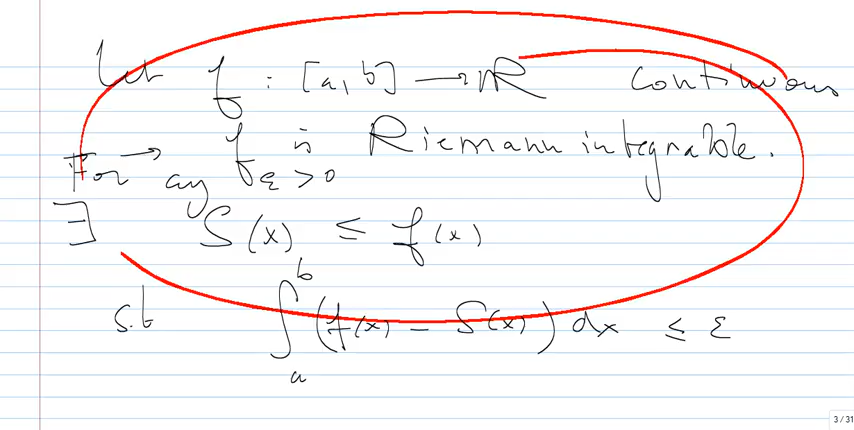 Let f : [a, b] → ℝ continuous
→ f is Riemann integrable.
For any ε > 0
∃ S(x) ≤ f(x)
s.t ∫_a^b (f(x) − S(x)) dx ≤ ε
3 / 31